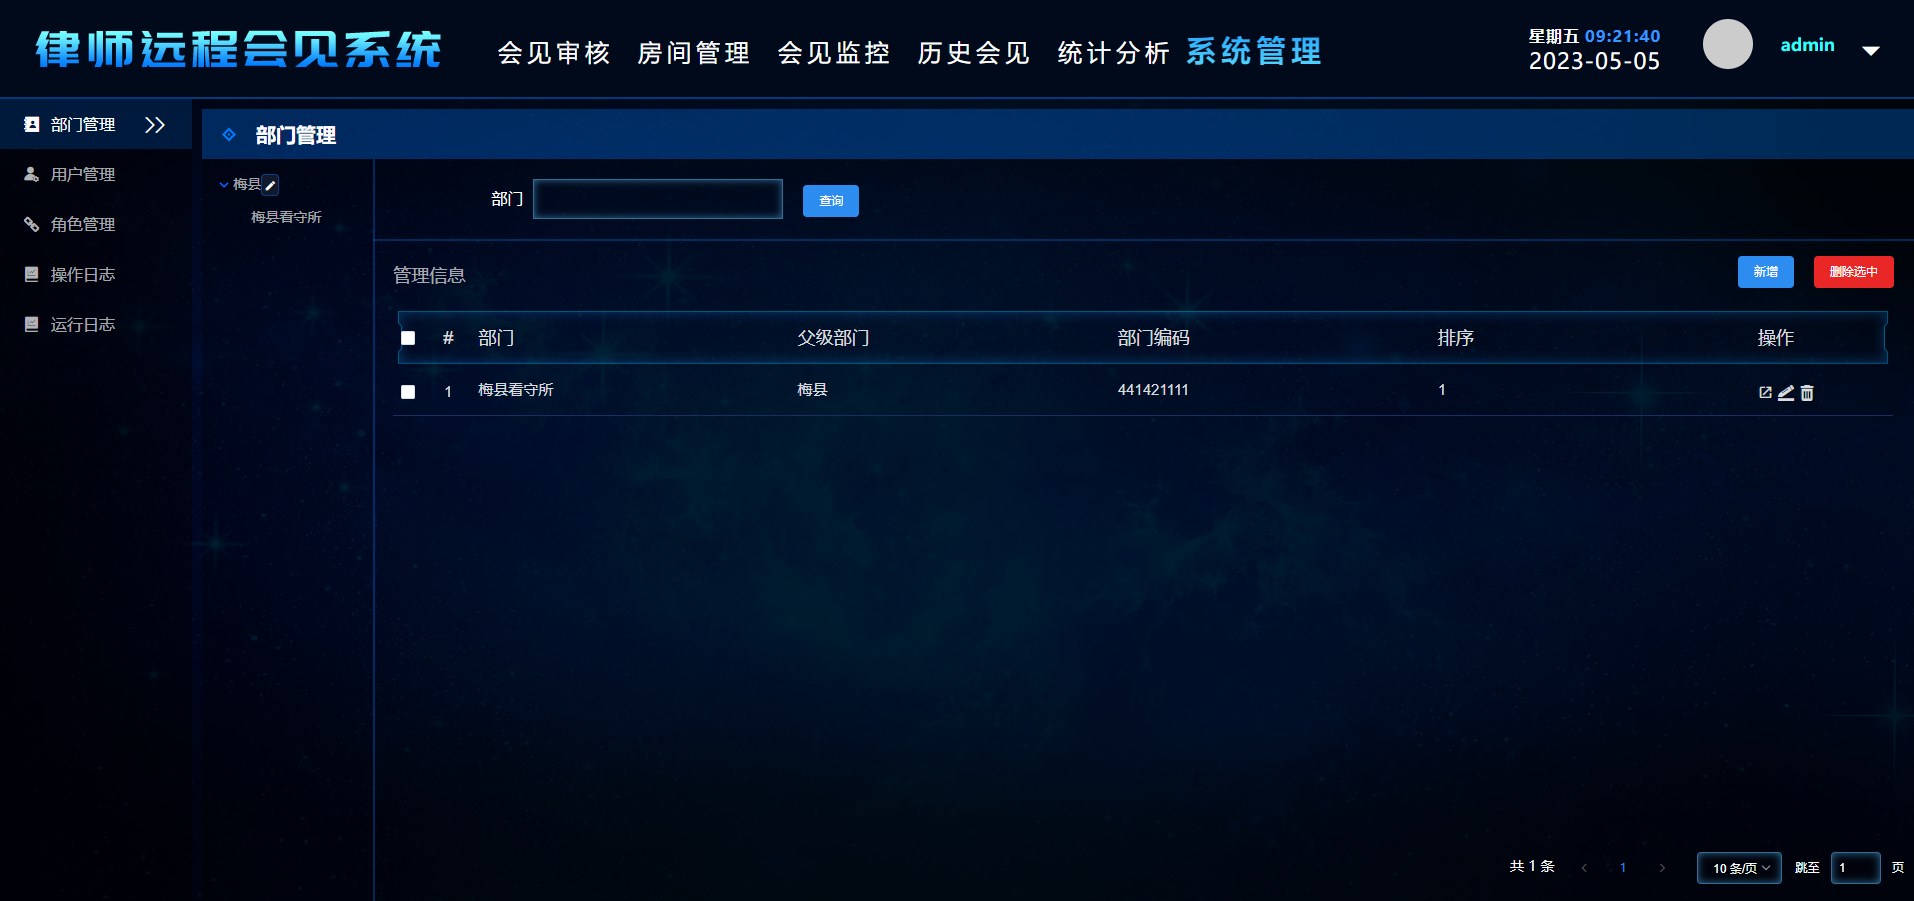 律师远程会见系统
会见审核 房间管理 会见监控 历史会见 统计分析 系统管理
星期五 09:21:40
2023-05-05
admin
部门管理
用户管理
角色管理
操作日志
运行日志
部门管理
梅县
梅县看守所
部门
查询
管理信息
新增
删除选中
# 部门 父级部门 部门编码 排序 操作
1 梅县看守所 梅县 441421111 1
共 1 条 < 1 > 10 条/页 跳至 1 页